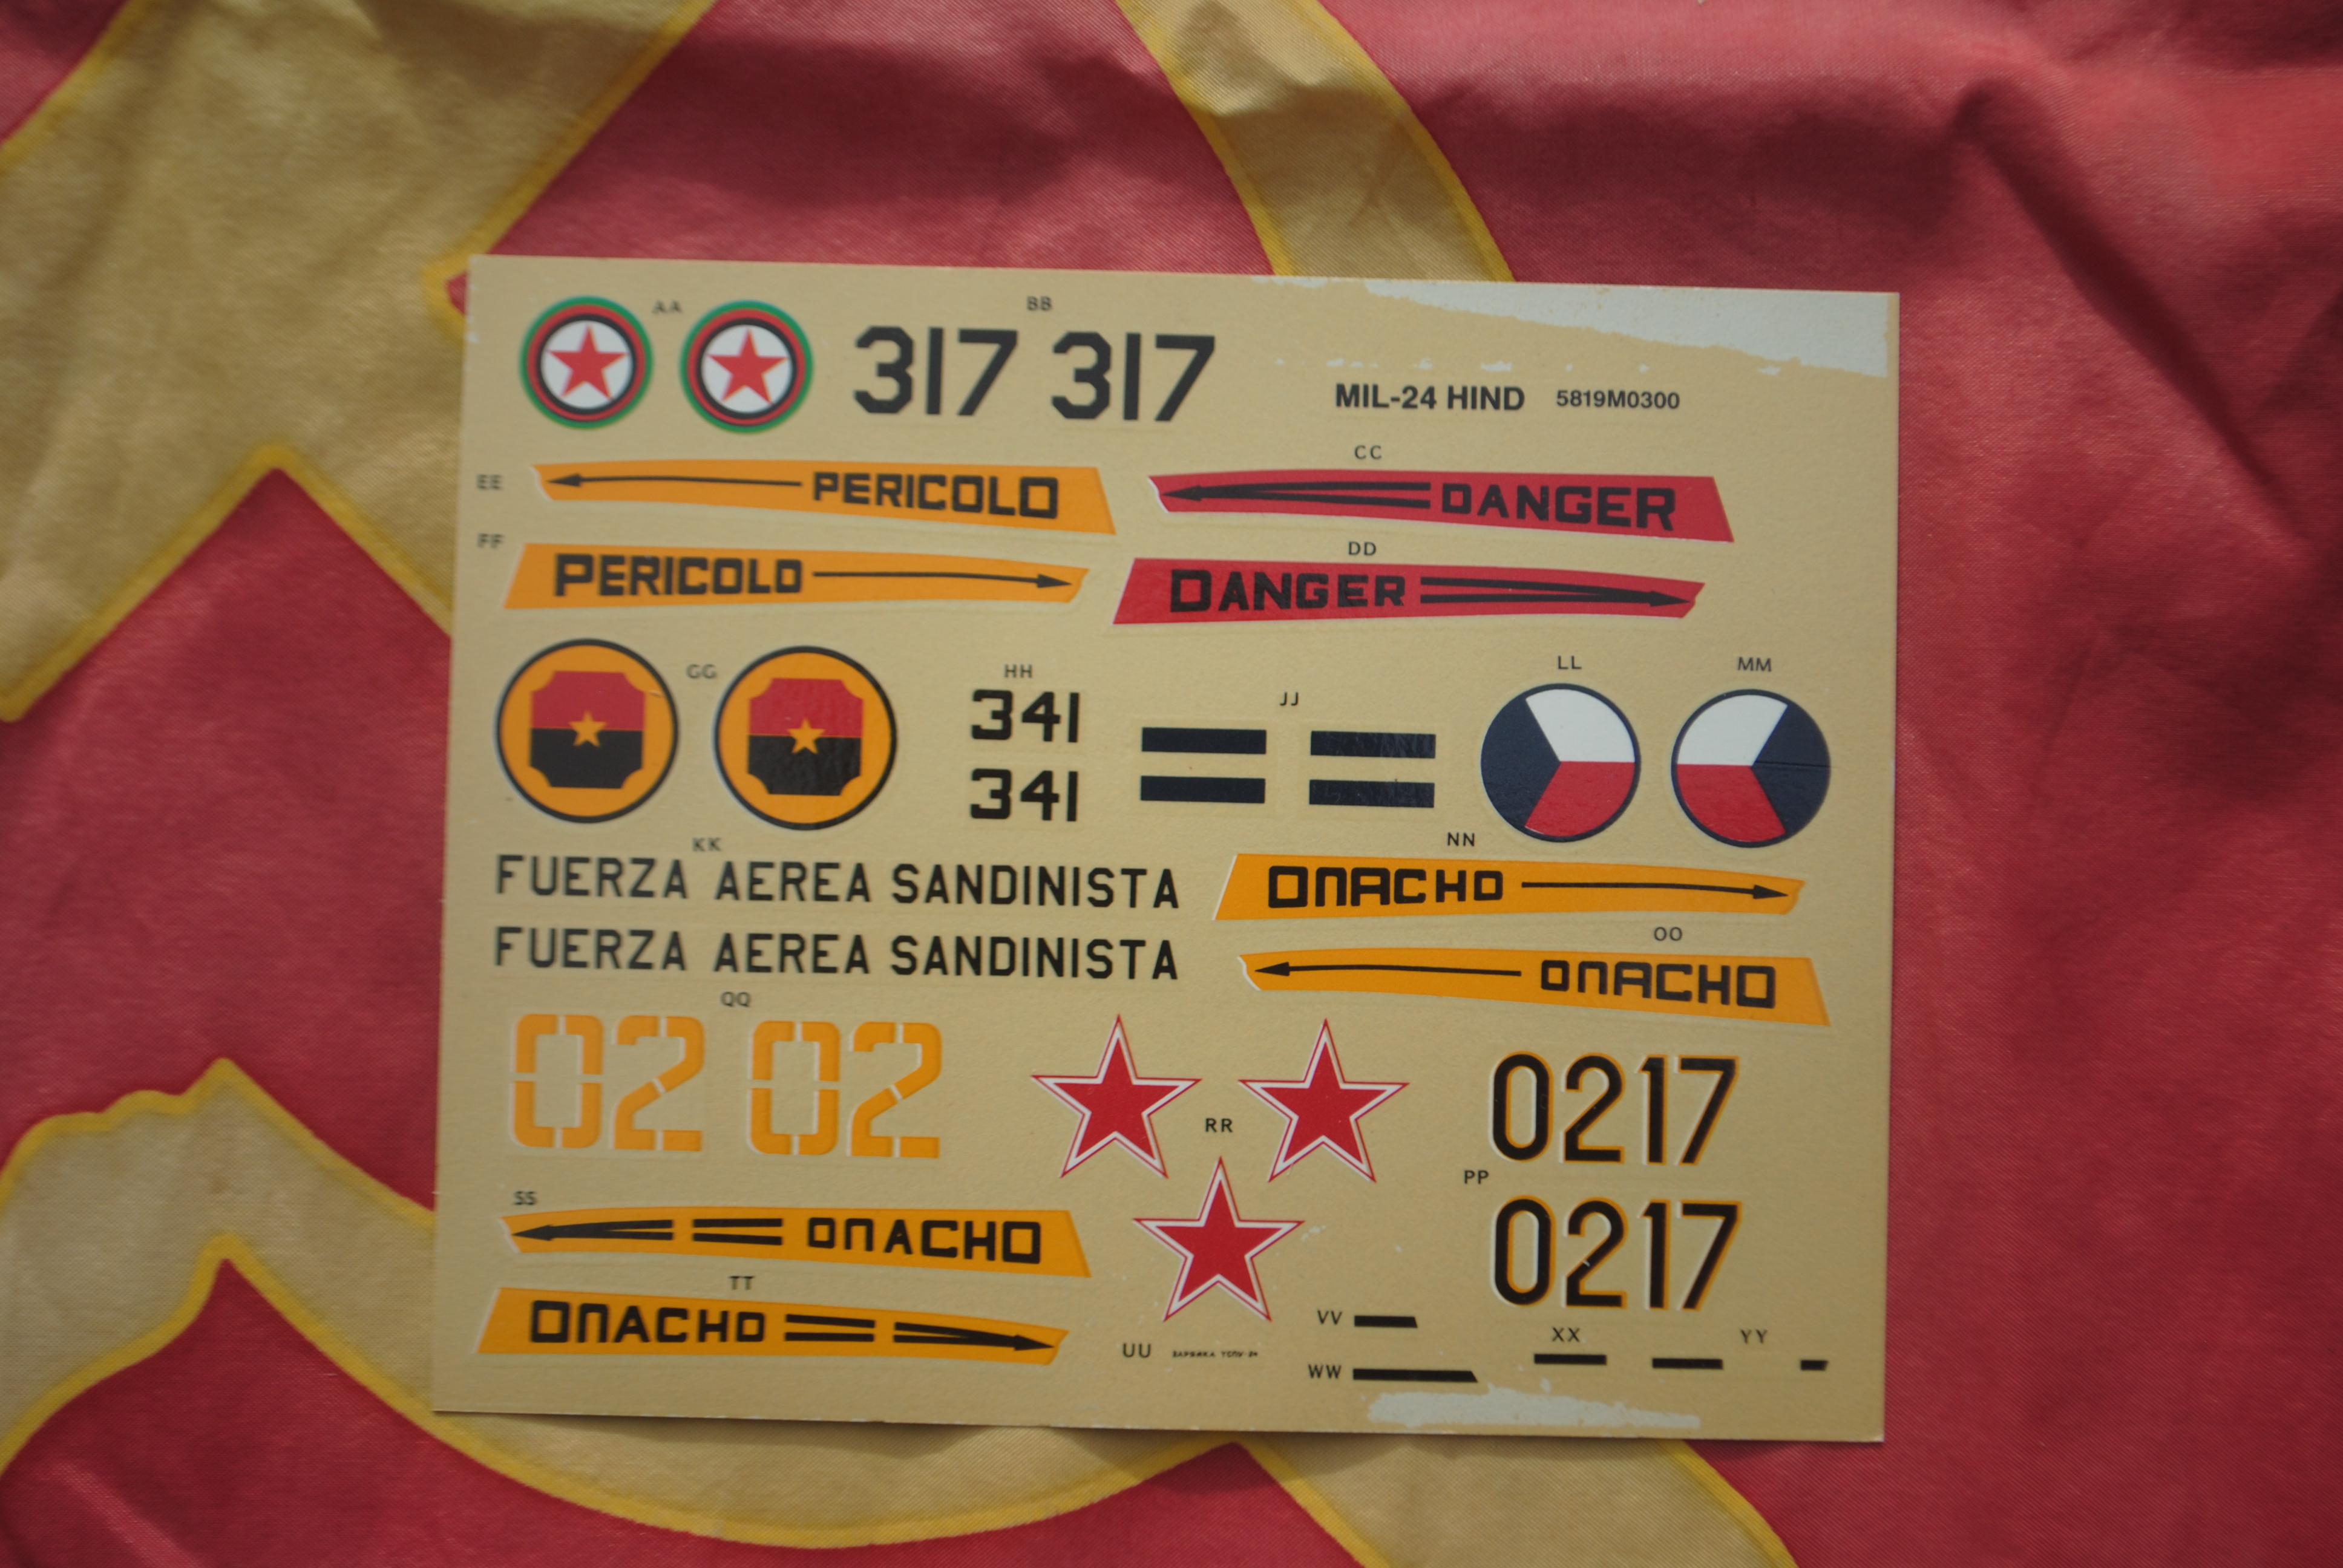 AA
BB
317 317
MIL-24 HIND 5819M0300
CC
EE
PERICOLO
DANGER
FF
DD
PERICOLO
DANGER
GG
HH
341
341
JJ
LL
MM
KK
FUERZA AEREA SANDINISTA
NN
ОПАСНО
FUERZA AEREA SANDINISTA
OO
ОПАСНО
QQ
02 02
RR
0217
PP
0217
SS
ОПАСНО
TT
ОПАСНО
UU
VV
WW
XX
YY